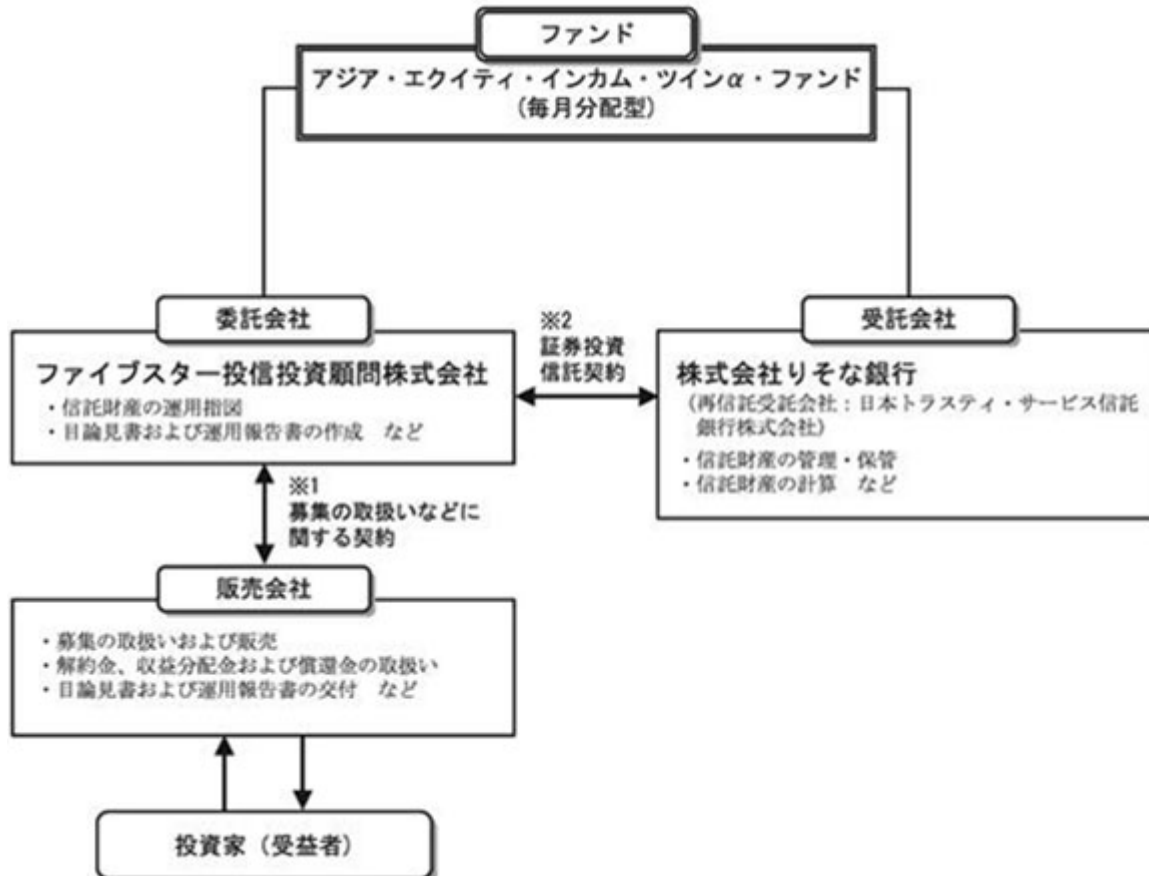 ファンド
アジア・エクイティ・インカム・ツインα・ファンド
(毎月分配型)
委託会社
ファイブスター投信投資顧問株式会社
・信託財産の運用指図
・目論見書および運用報告書の作成 など
※2
証券投資
信託契約
受託会社
株式会社りそな銀行
(再信託受託会社：日本トラスティ・サービス信託
銀行株式会社)
・信託財産の管理・保管
・信託財産の計算 など
※1
募集の取扱いなどに
関する契約
販売会社
・募集の取扱いおよび販売
・解約金、収益分配金および償還金の取扱い
・目論見書および運用報告書の交付 など
投資家（受益者）